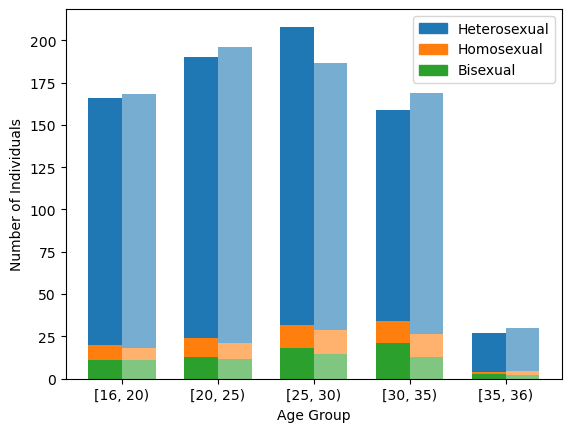 Heterosexual
Homosexual
Bisexual
Number of Individuals
200
175
150
125
100
75
50
25
0
[16, 20)
[20, 25)
[25, 30)
[30, 35)
[35, 36)
Age Group